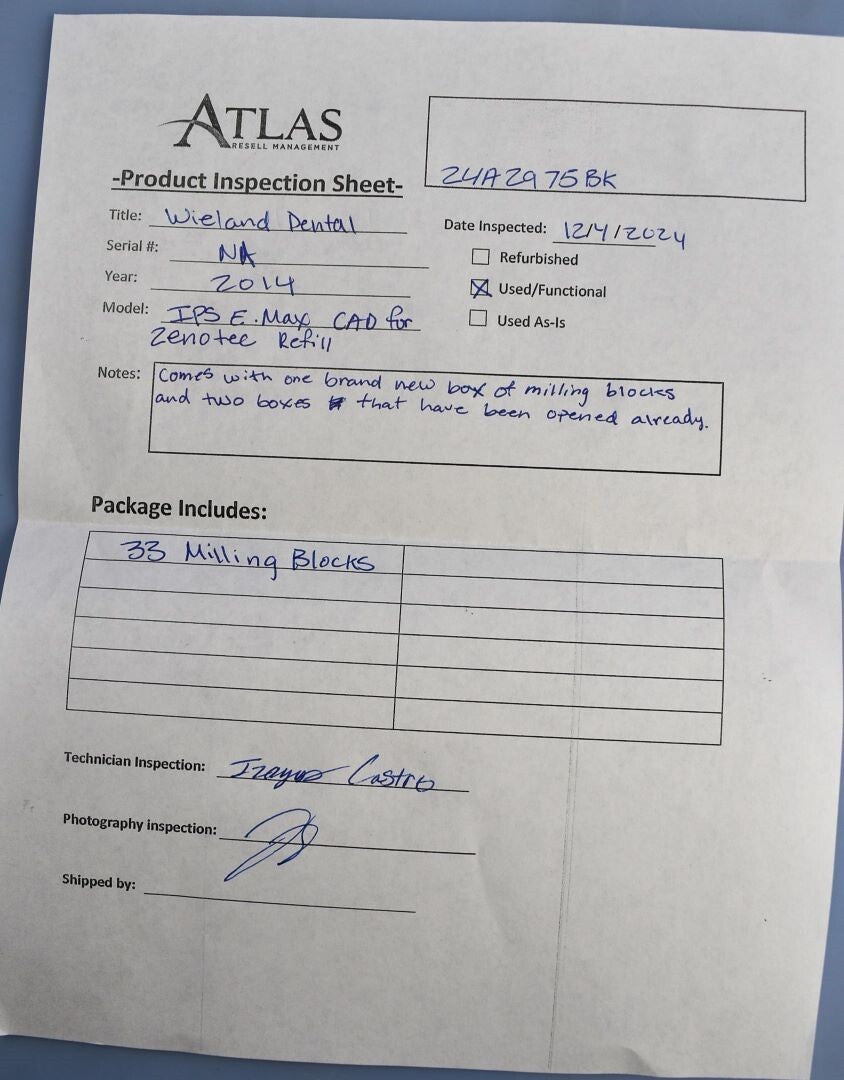 ATLAS
RESELL MANAGEMENT
24A2975BK
-Product Inspection Sheet-
Title: Wieland Dental
Date Inspected: 12/4/2024
Serial #: NA
Refurbished
Year: 2014
Used/Functional
Model: IPS E.Max CAD for
Zenotec Refill
Used As-Is
Notes: Comes with one brand new box of milling blocks
and two boxes that have been opened already.
Package Includes:
33 Milling Blocks
Technician Inspection: Castro
Photography inspection:
Shipped by: